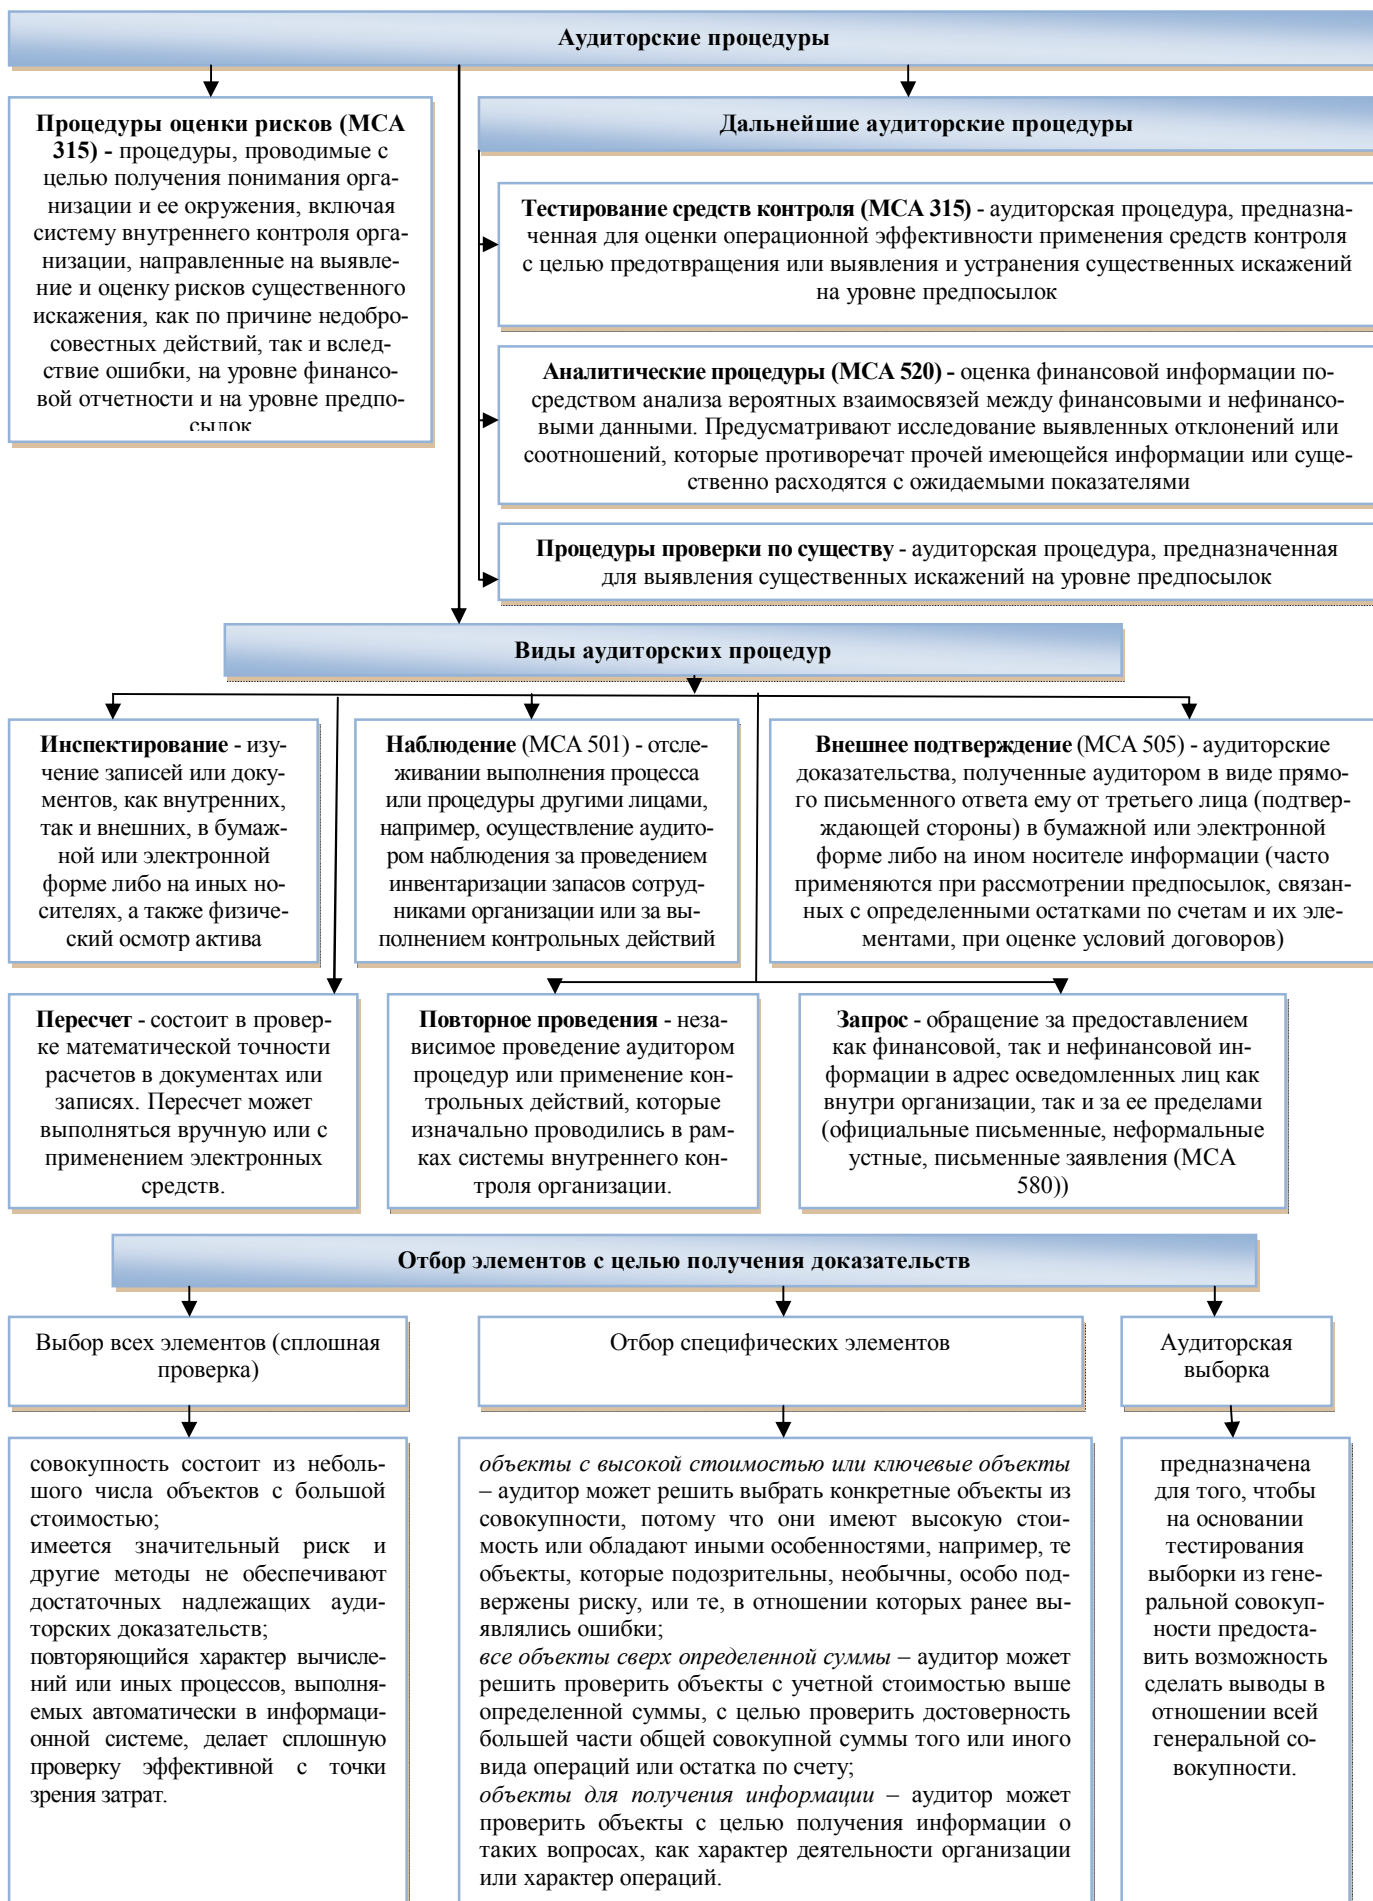 Аудиторские процедуры
Процедуры оценки рисков (МСА
315) - процедуры, проводимые с
целью получения понимания орга-
низации и ее окружения, включая
систему внутреннего контроля орга-
низации, направленные на выявле-
ние и оценку рисков существенного
искажения, как по причине недобро-
совестных действий, так и вслед-
ствие ошибки, на уровне финансо-
вой отчетности и на уровне предпо-
сылок
Дальнейшие аудиторские процедуры
Тестирование средств контроля (МСА 315) - аудиторская процедура, предназна-
ченная для оценки операционной эффективности применения средств контроля
с целью предотвращения или выявления и устранения существенных искажений
на уровне предпосылок
Аналитические процедуры (МСА 520) - оценка финансовой информации по-
средством анализа вероятных взаимосвязей между финансовыми и нефинансо-
выми данными. Предусматривают исследование выявленных отклонений или
соотношений, которые противоречат прочей имеющейся информации или суще-
ственно расходятся с ожидаемыми показателями
Процедуры проверки по существу - аудиторская процедура, предназначенная
для выявления существенных искажений на уровне предпосылок
Виды аудиторских процедур
Инспектирование - изу-
чение записей или доку-
ментов, как внутренних,
так и внешних, в бумаж-
ной или электронной
форме либо на иных но-
сителях, а также физиче-
ский осмотр актива
Наблюдение (МСА 501) - отсле-
живании выполнения процесса
или процедуры другими лицами,
например, осуществление аудито-
ром наблюдения за проведением
инвентаризации запасов сотруд-
никами организации или за вы-
полнением контрольных действий
Внешнее подтверждение (МСА 505) - аудиторские
доказательства, полученные аудитором в виде прямо-
го письменного ответа ему от третьего лица (подтвер-
ждающей стороны) в бумажной или электронной
форме либо на ином носителе информации (часто
применяются при рассмотрении предпосылок, связан-
ных с определенными остатками по счетам и их эле-
ментами, при оценке условий договоров)
Пересчет - состоит в провер-
ке математической точности
расчетов в документах или
записях. Пересчет может
выполняться вручную или с
применением электронных
средств.
Повторное проведения - неза-
висимое проведение аудитором
процедур или применение кон-
трольных действий, которые
изначально проводились в рам-
ках системы внутреннего кон-
троля организации.
Запрос - обращение за предоставлением
как финансовой, так и нефинансовой ин-
формации в адрес осведомленных лиц как
внутри организации, так и за ее пределами
(официальные письменные, неформальные
устные, письменные заявления (МСА
580))
Отбор элементов с целью получения доказательств
Выбор всех элементов (сплошная
проверка)
Отбор специфических элементов
Аудиторская
выборка
совокупность состоит из неболь-
шого числа объектов с большой
стоимостью;
имеется значительный риск и
другие методы не обеспечивают
достаточных надлежащих ауди-
торских доказательств;
повторяющийся характер вычисле-
ний или иных процессов, выполня-
емых автоматически в информаци-
онной системе, делает сплошную
проверку эффективной с точки
зрения затрат.
объекты с высокой стоимостью или ключевые объекты
– аудитор может решить выбрать конкретные объекты из
совокупности, потому что они имеют высокую стои-
мость или обладают иными особенностями, например, те
объекты, которые подозрительны, необычны, особо под-
вержены риску, или те, в отношении которых ранее вы-
являлись ошибки;
все объекты сверх определенной суммы – аудитор может
решить проверить объекты с учетной стоимостью выше
определенной суммы, с целью проверить достоверность
большей части общей совокупной суммы того или иного
вида операций или остатка по счету;
объекты для получения информации – аудитор может
проверить объекты с целью получения информации о
таких вопросах, как характер деятельности организации
или характер операций.
предназначена
для того, чтобы
на основании
тестирования
выборки из гене-
ральной совокуп-
ности предоста-
вить возможность
сделать выводы в
отношении всей
генеральной со-
вокупности.